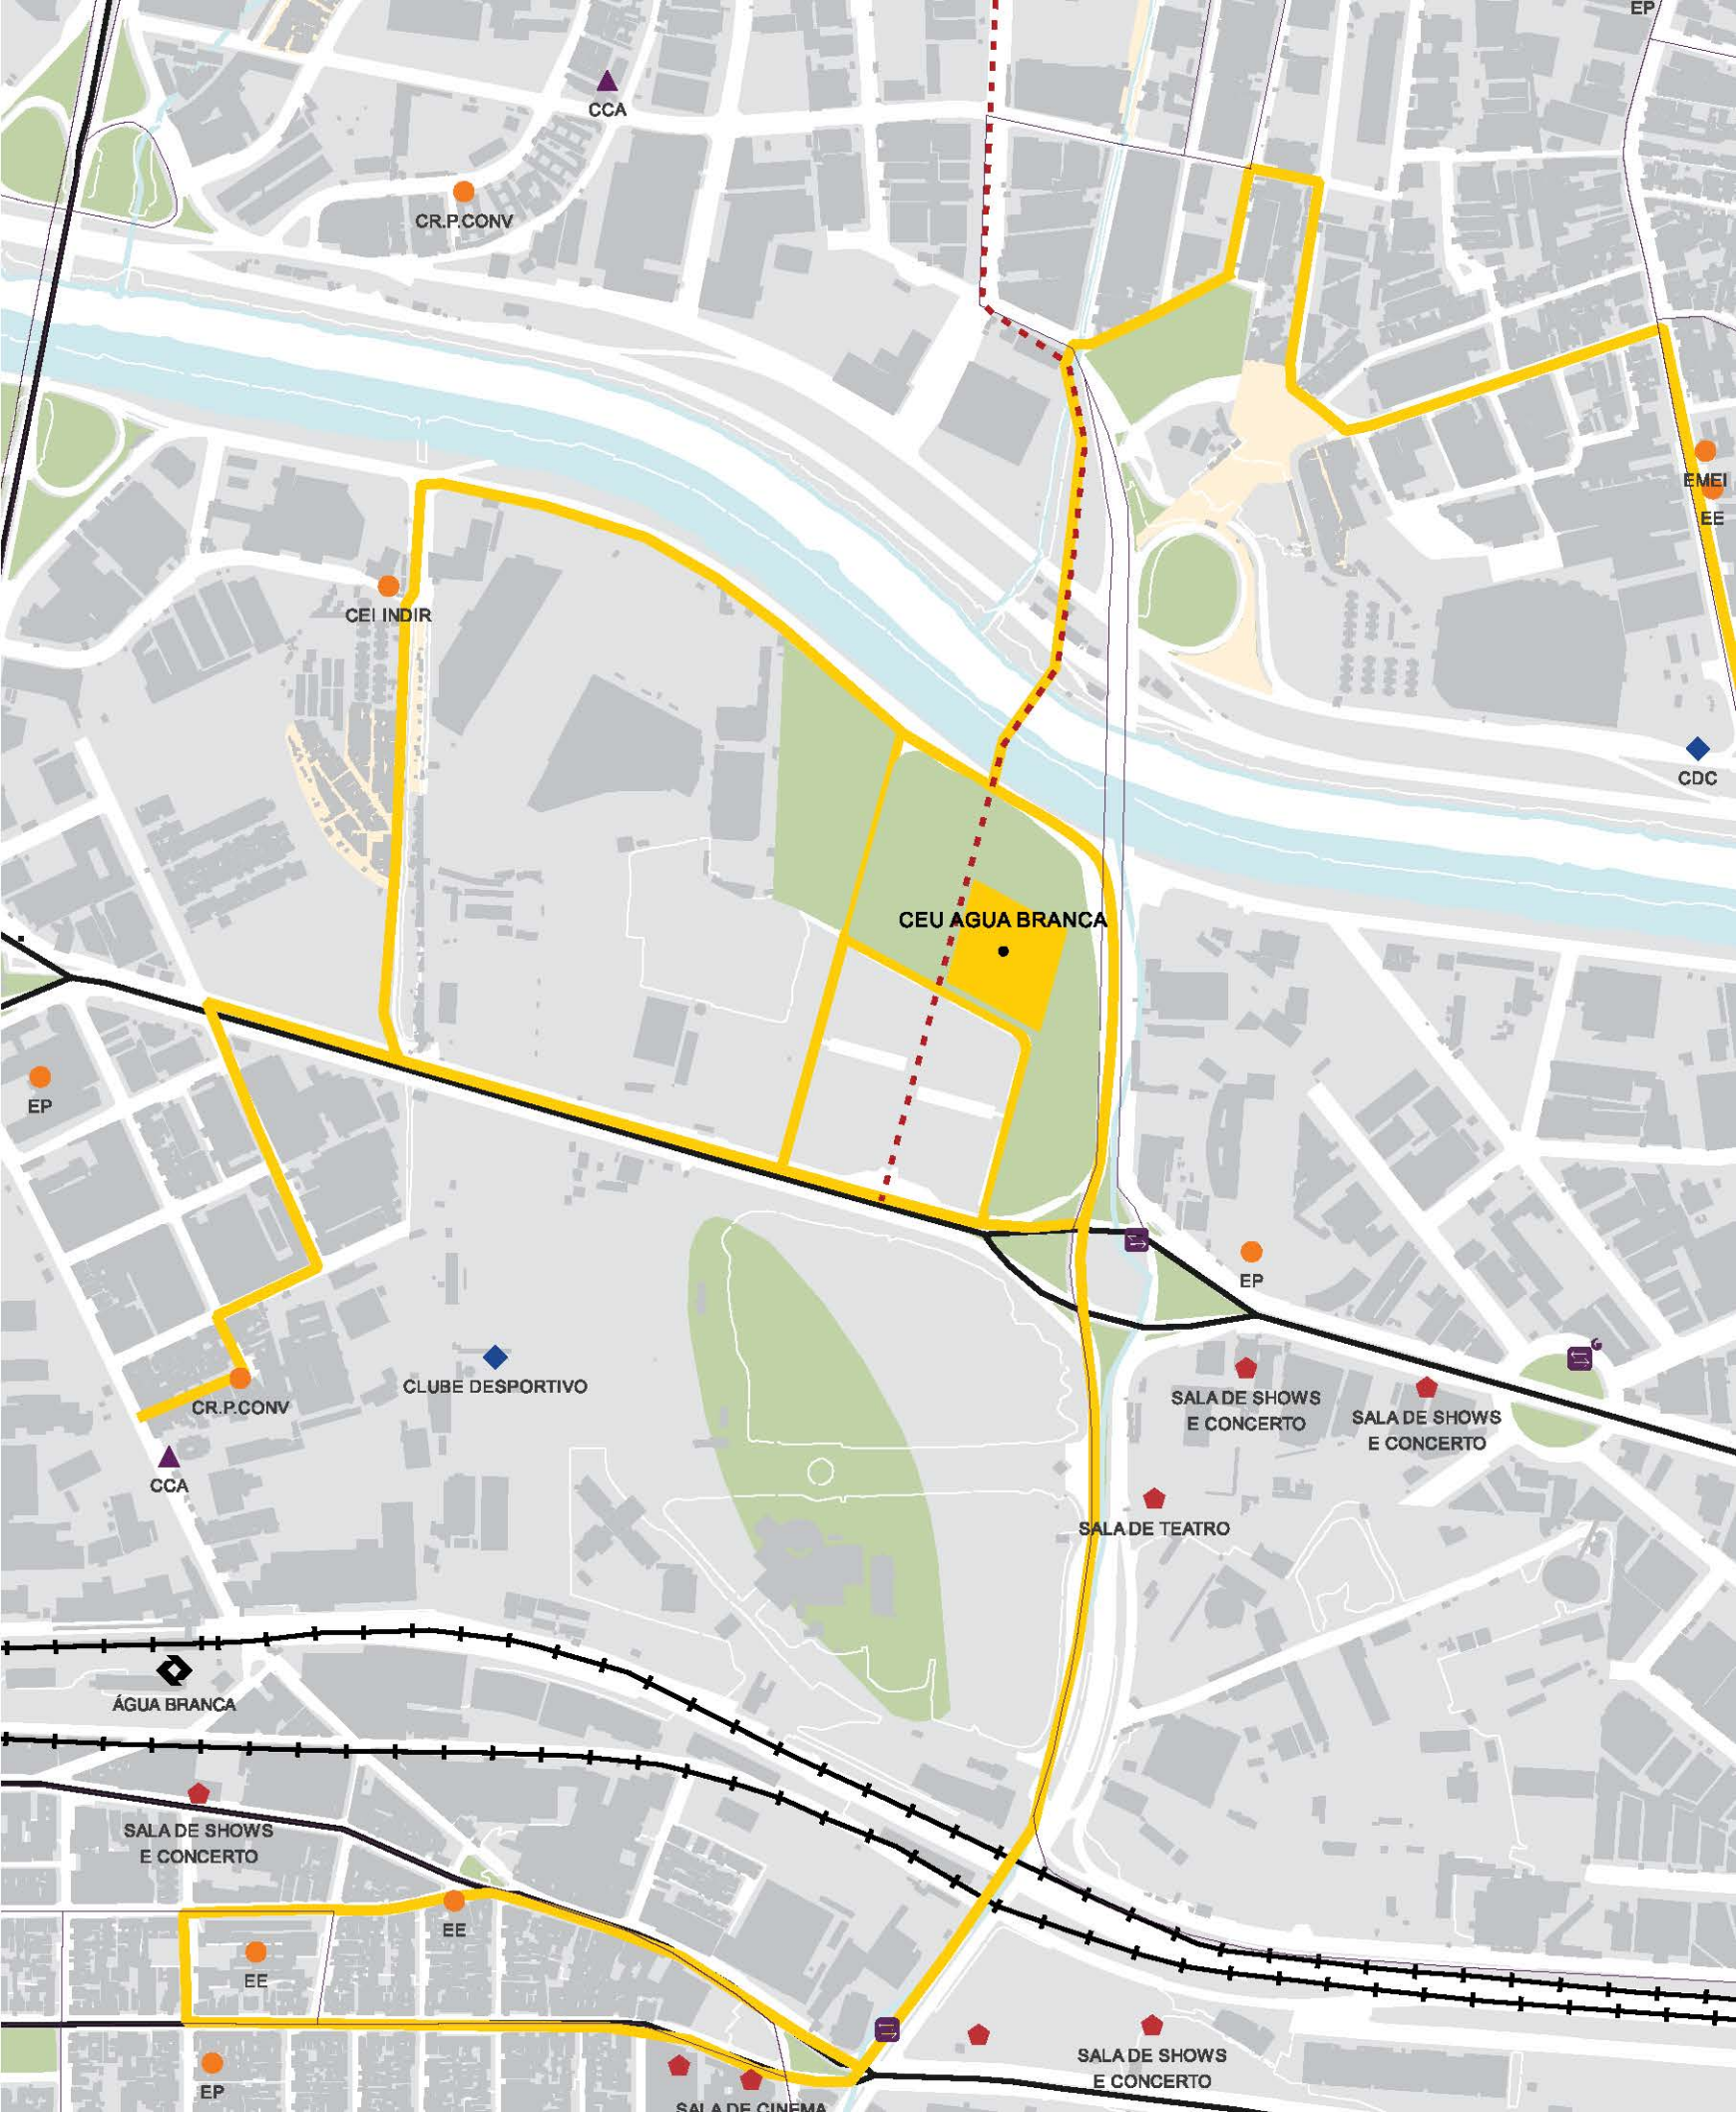 EP
CCA
CR.P.CONV
EMEI
EE
CEI INDIR
CDC
CEU AGUA BRANCA
EP
EP
CLUBE DESPORTIVO
CR.P.CONV
SALA DE SHOWS
E CONCERTO
SALA DE SHOWS
E CONCERTO
CCA
SALA DE TEATRO
ÁGUA BRANCA
SALA DE SHOWS
E CONCERTO
EE
EE
SALA DE SHOWS
E CONCERTO
EP
SALA DE CINEMA